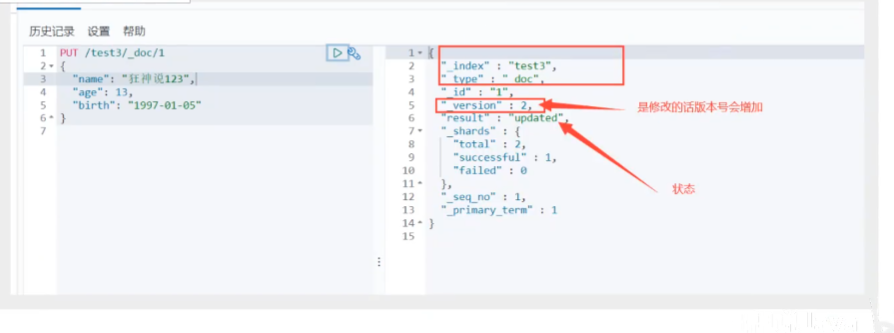 历史记录 设置 帮助
1 PUT /test3/_doc/1
2 {
3 "name": "狂神说123",
4 "age": 13,
5 "birth": "1997-01-05"
6 }
7
1 {
2 "_index" : "test3",
3 "_type" : "_doc",
4 "_id" : "1",
5 "_version" : 2,
6 "result" : "updated",
7 "_shards" : {
8 "total" : 2,
9 "successful" : 1,
10 "failed" : 0
11 },
12 "_seq_no" : 1,
13 "_primary_term" : 1
14 }
15
是修改的话版本号会增加
状态